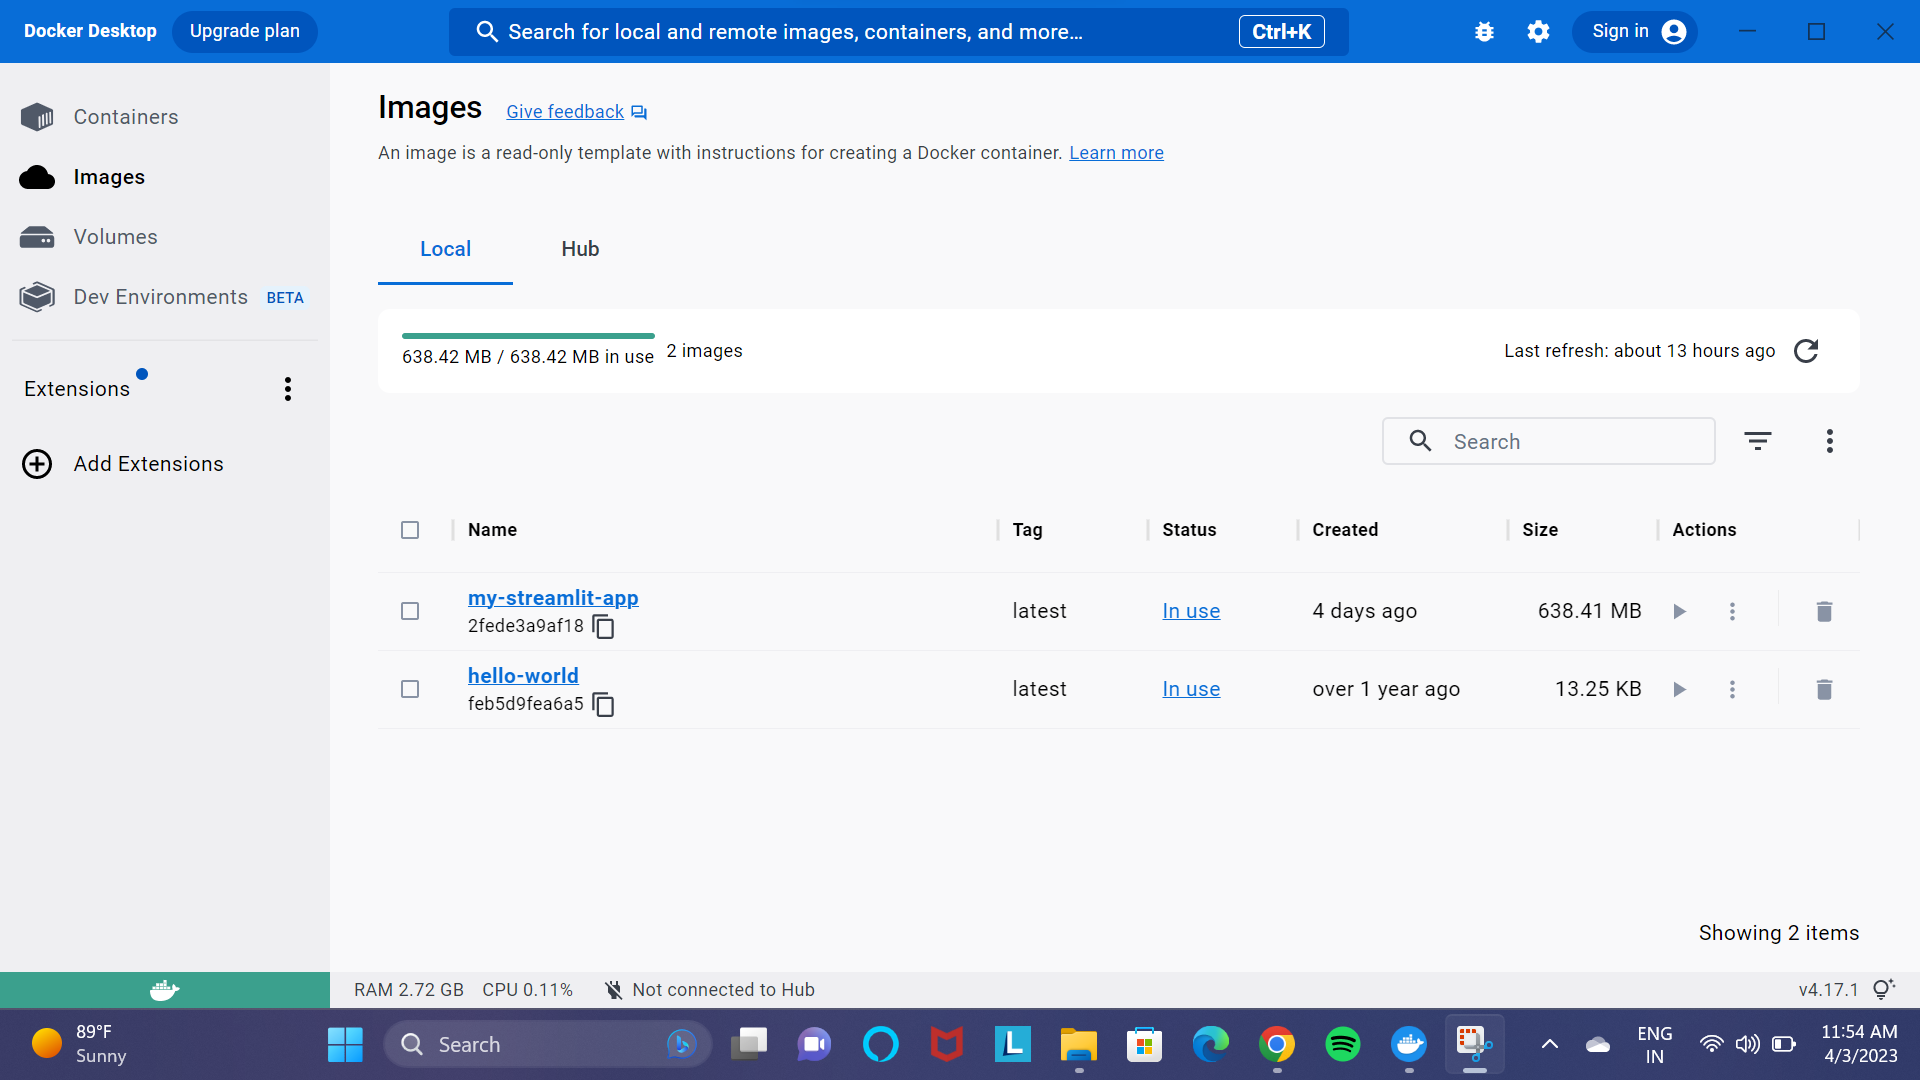 Docker Desktop
Upgrade plan
Search for local and remote images, containers, and more...
Ctrl+K
Sign in
Containers
Images
Volumes
Dev Environments BETA
Extensions
Add Extensions
Images
Give feedback
An image is a read-only template with instructions for creating a Docker container. Learn more
Local
Hub
638.42 MB / 638.42 MB in use
2 images
Last refresh: about 13 hours ago
Search
Name Tag Status Created Size Actions
my-streamlit-app
2fede3a9af18
latest In use 4 days ago 638.41 MB
hello-world
feb5d9fea6a5
latest In use over 1 year ago 13.25 KB
Showing 2 items
RAM 2.72 GB CPU 0.11% Not connected to Hub
v4.17.1
89°F
Sunny
Search
L
ENG
IN
11:54 AM
4/3/2023